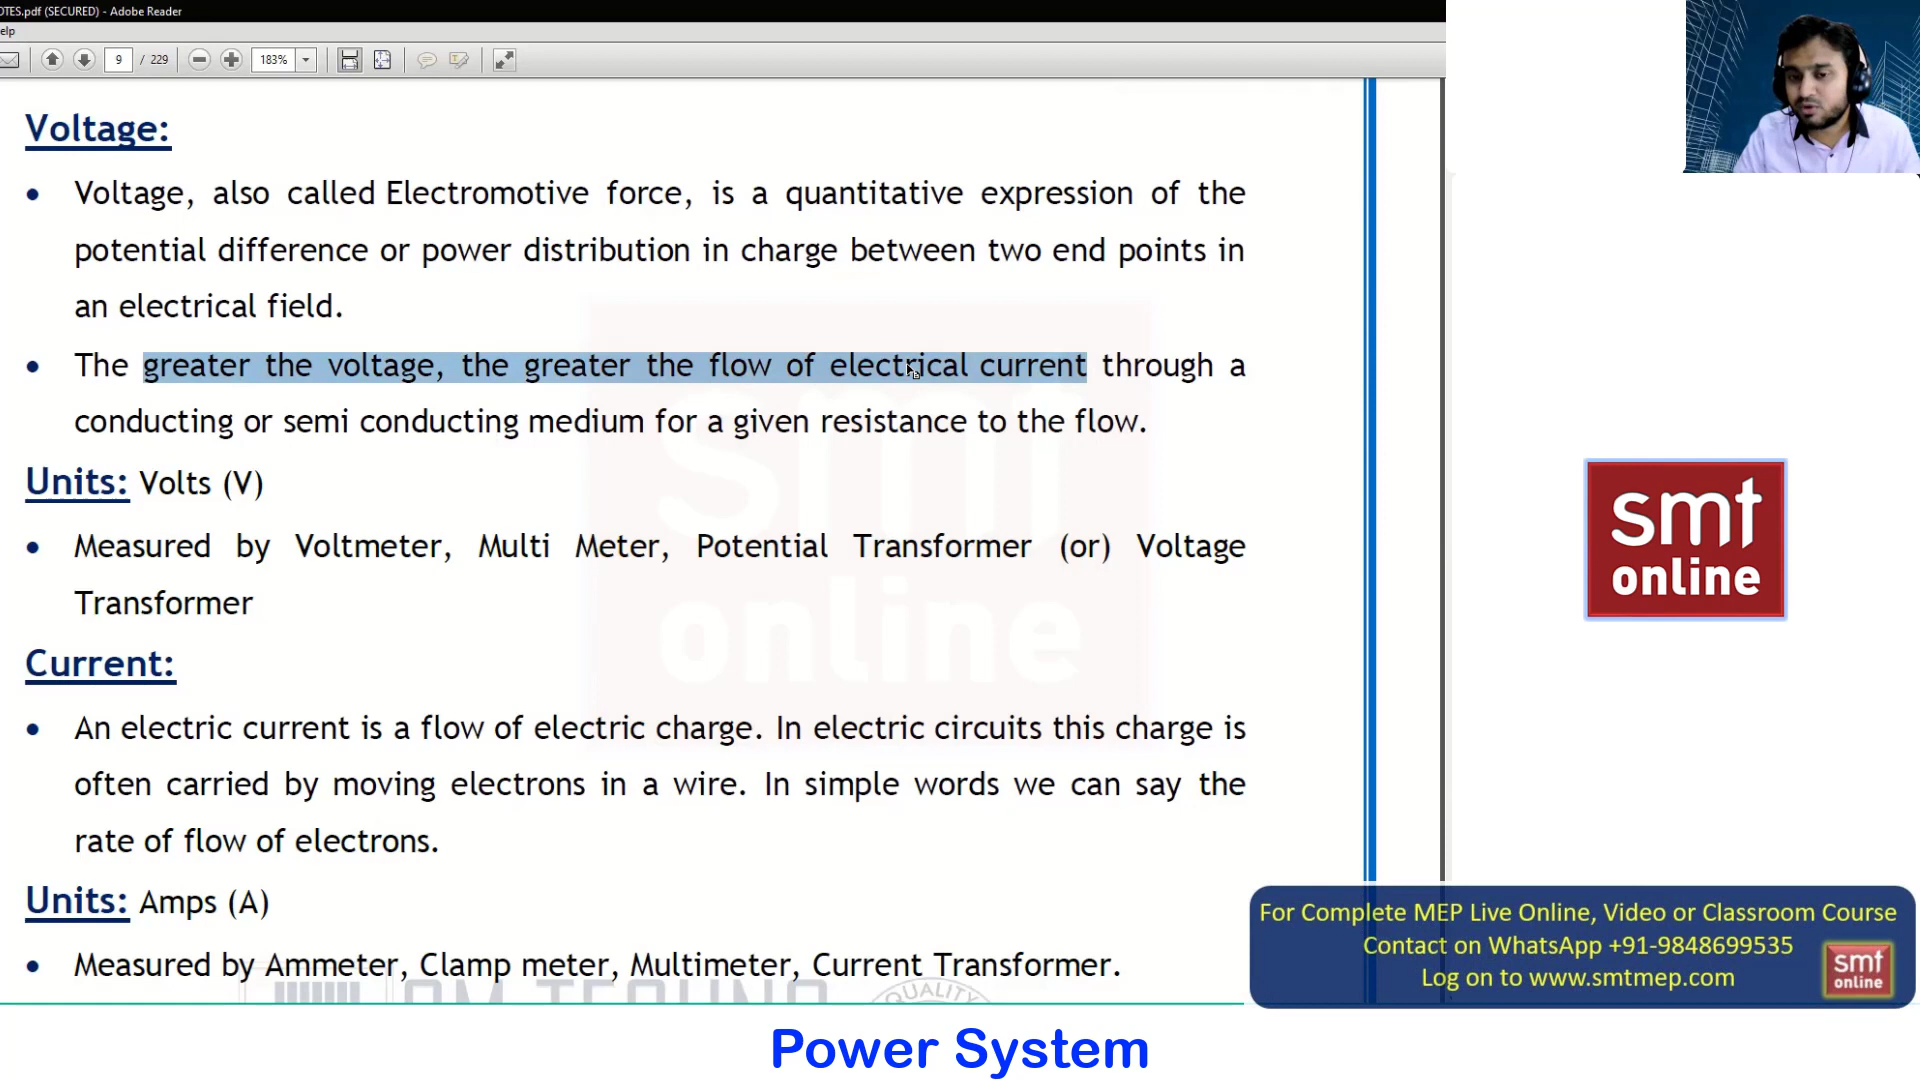 OTES.pdf (SECURED) - Adobe Reader
elp
9 / 229 183%
Voltage:
• Voltage, also called Electromotive force, is a quantitative expression of the
potential difference or power distribution in charge between two end points in
an electrical field.
• The greater the voltage, the greater the flow of electrical current through a
conducting or semi conducting medium for a given resistance to the flow.
Units: Volts (V)
• Measured by Voltmeter, Multi Meter, Potential Transformer (or) Voltage
Transformer
Current:
• An electric current is a flow of electric charge. In electric circuits this charge is
often carried by moving electrons in a wire. In simple words we can say the
rate of flow of electrons.
Units: Amps (A)
• Measured by Ammeter, Clamp meter, Multimeter, Current Transformer.
smt
online
smt
online
QUALITY
For Complete MEP Live Online, Video or Classroom Course
Contact on WhatsApp +91-9848699535
Log on to www.smtmep.com
smt
online
Power System